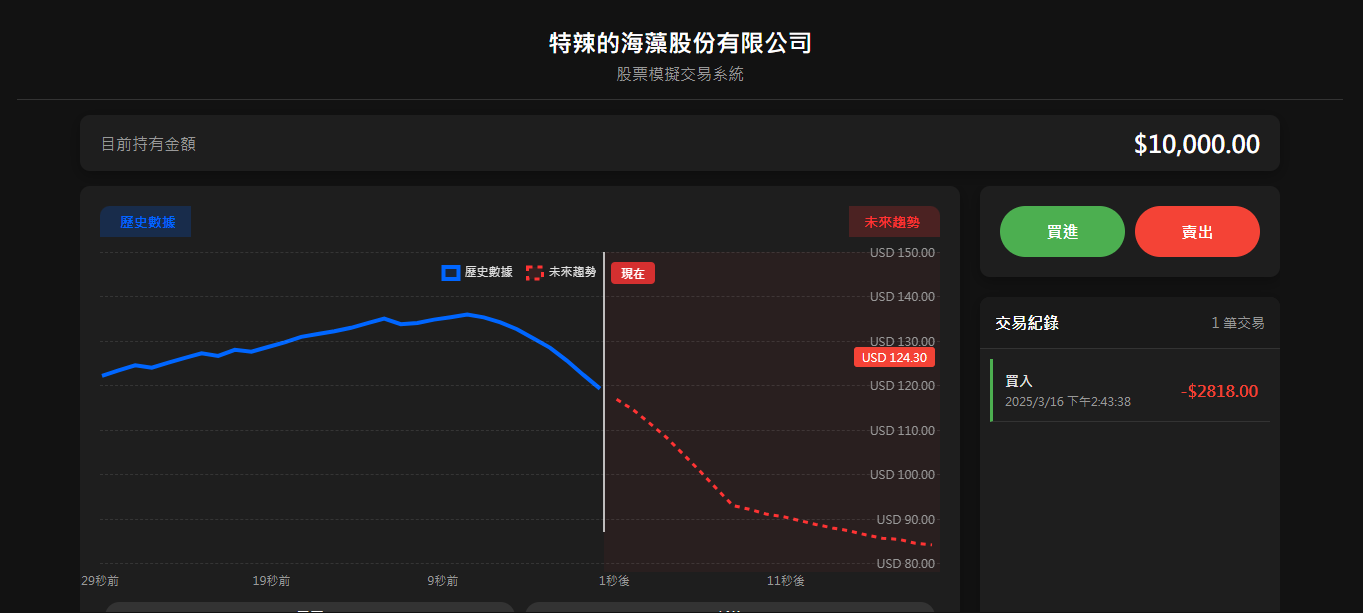 特辣的海藻股份有限公司
股票模擬交易系統
目前持有金額
$10,000.00
歷史數據
未來趨勢
歷史數據
未來趨勢
現在
USD 150.00
USD 140.00
USD 130.00
USD 124.30
USD 120.00
USD 110.00
USD 100.00
USD 90.00
USD 80.00
29秒前
19秒前
9秒前
1秒後
11秒後
買進
賣出
交易紀錄
1 筆交易
買入
2025/3/16 下午2:43:38
-$2818.00